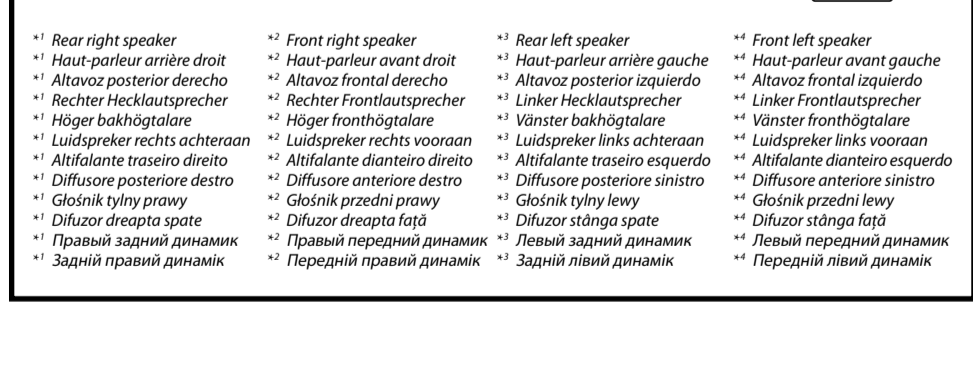 *1 Rear right speaker
*1 Haut-parleur arrière droit
*1 Altavoz posterior derecho
*1 Rechter Hecklautsprecher
*1 Höger bakhögtalare
*1 Luidspreker rechts achteraan
*1 Altifalante traseiro direito
*1 Diffusore posteriore destro
*1 Głośnik tylny prawy
*1 Difuzor dreapta spate
*1 Правый задний динамик
*1 Задній правий динамік
*2 Front right speaker
*2 Haut-parleur avant droit
*2 Altavoz frontal derecho
*2 Rechter Frontlautsprecher
*2 Höger fronthögtalare
*2 Luidspreker rechts vooraan
*2 Altifalante dianteiro direito
*2 Diffusore anteriore destro
*2 Głośnik przedni prawy
*2 Difuzor dreapta față
*2 Правый передний динамик
*2 Передній правий динамік
*3 Rear left speaker
*3 Haut-parleur arrière gauche
*3 Altavoz posterior izquierdo
*3 Linker Hecklautsprecher
*3 Vänster bakhögtalare
*3 Luidspreker links achteraan
*3 Altifalante traseiro esquerdo
*3 Diffusore posteriore sinistro
*3 Głośnik tylny lewy
*3 Difuzor stânga spate
*3 Левый задний динамик
*3 Задній лівий динамік
*4 Front left speaker
*4 Haut-parleur avant gauche
*4 Altavoz frontal izquierdo
*4 Linker Frontlautsprecher
*4 Vänster fronthögtalare
*4 Luidspreker links vooraan
*4 Altifalante dianteiro esquerdo
*4 Diffusore anteriore sinistro
*4 Głośnik przedni lewy
*4 Difuzor stânga față
*4 Левый передний динамик
*4 Передній лівий динамік